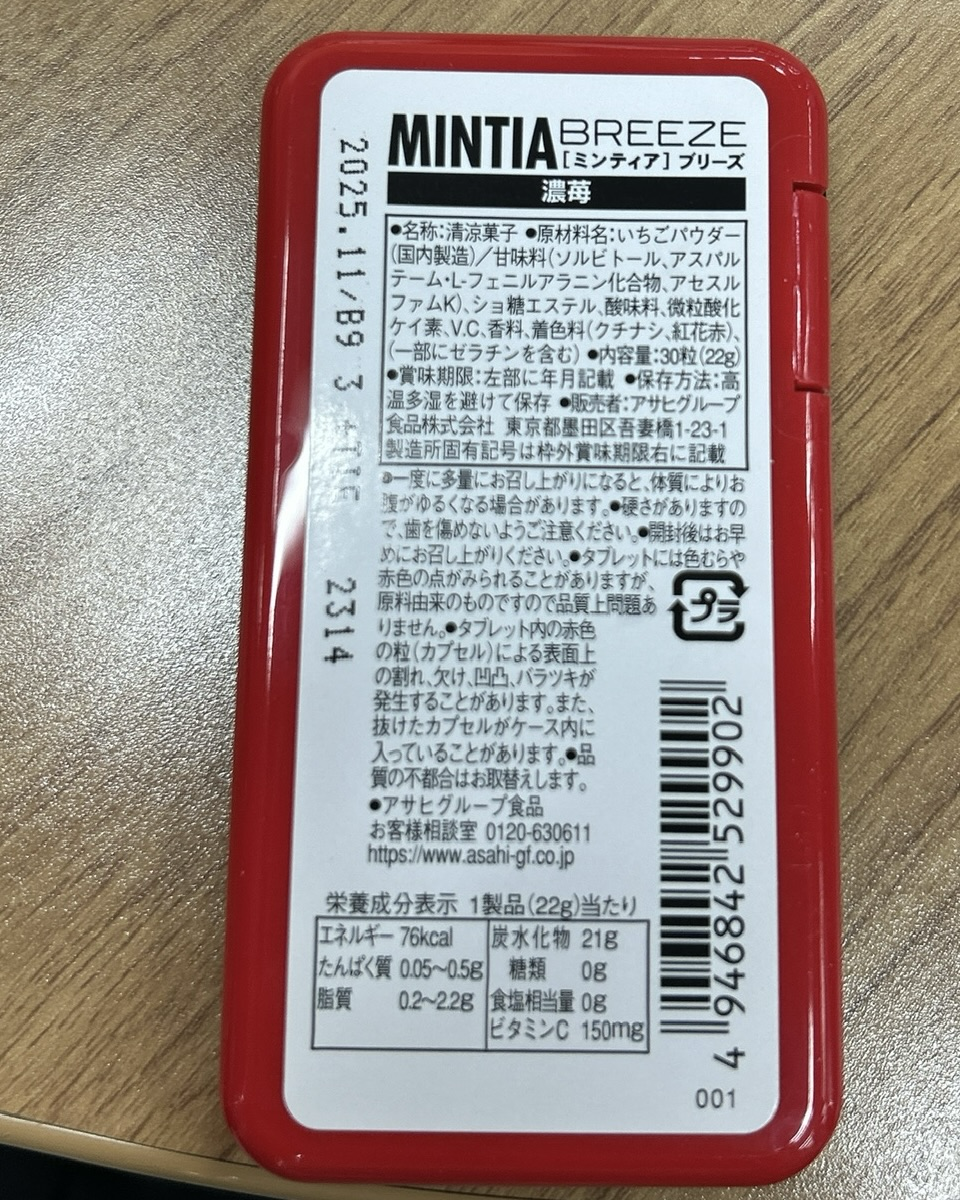 MINTIA BREEZE
[ミンティア] ブリーズ
濃苺
●名称:清涼菓子 ●原材料名:いちごパウダー
(国内製造)／甘味料(ソルビトール、アスパル
テーム・L-フェニルアラニン化合物、アセスル
ファムK)、ショ糖エステル、酸味料、微粒酸化
ケイ素、V.C、香料、着色料(クチナシ、紅花赤)、
(一部にゼラチンを含む) ●内容量:30粒(22g)
●賞味期限:左部に年月記載 ●保存方法:高
温多湿を避けて保存 ●販売者:アサヒグループ
食品株式会社 東京都墨田区吾妻橋1-23-1
製造所固有記号は枠外賞味期限右に記載
●一度に多量にお召し上がりになると、体質によりお
腹がゆるくなる場合があります。●硬さがありますの
で、歯を傷めないようご注意ください。●開封後はお早
めにお召し上がりください。●タブレットには色むらや
赤色の点がみられることがありますが、
原料由来のものですので品質上問題あ
りません。●タブレット内の赤色
の粒(カプセル)による表面上
の割れ、欠け、凹凸、バラツキが
発生することがあります。また、
抜けたカプセルがケース内に
入っていることがあります。●品
質の不都合はお取替えします。
●アサヒグループ食品
お客様相談室 0120-630611
https://www.asahi-gf.co.jp
プラ
栄養成分表示 1製品(22g)当たり
エネルギー 76kcal
たんぱく質 0.05〜0.5g
脂質 0.2〜2.2g
炭水化物 21g
糖類 0g
食塩相当量 0g
ビタミンC 150mg
4 946842 529902
001
2025.11/B9 3
2314